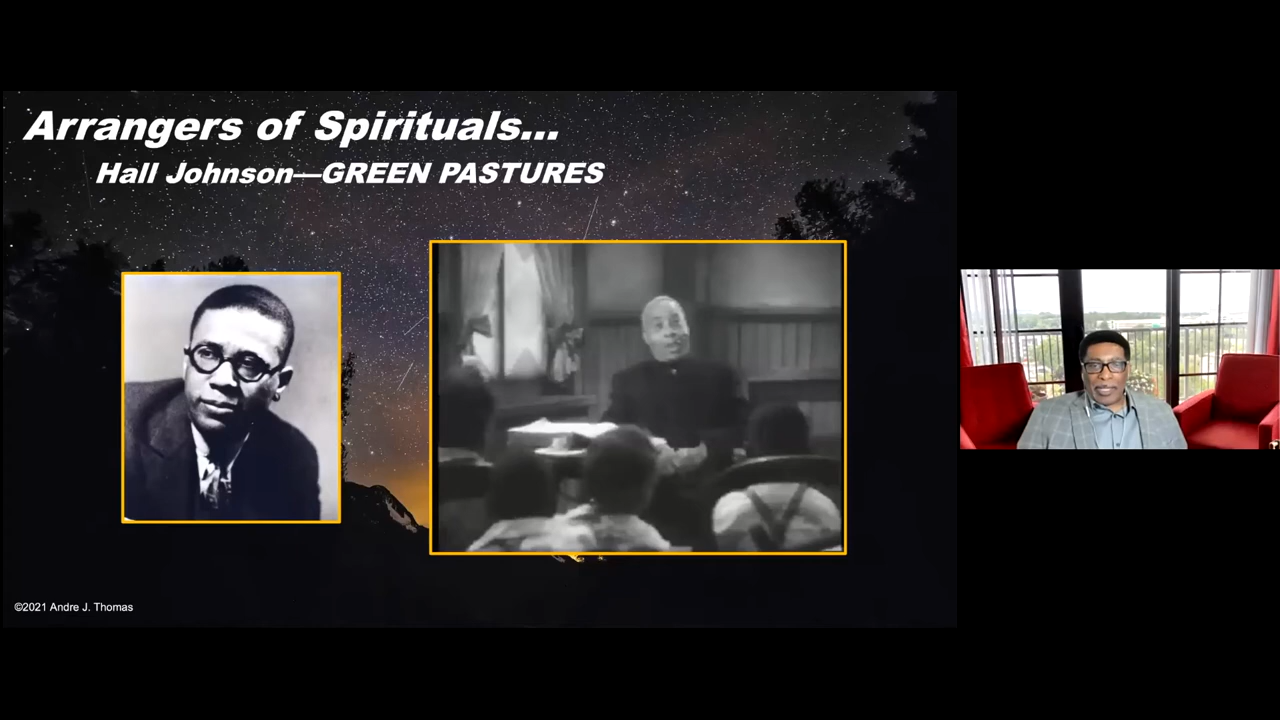 Arrangers of Spirituals...
Hall Johnson—GREEN PASTURES
©2021 Andre J. Thomas